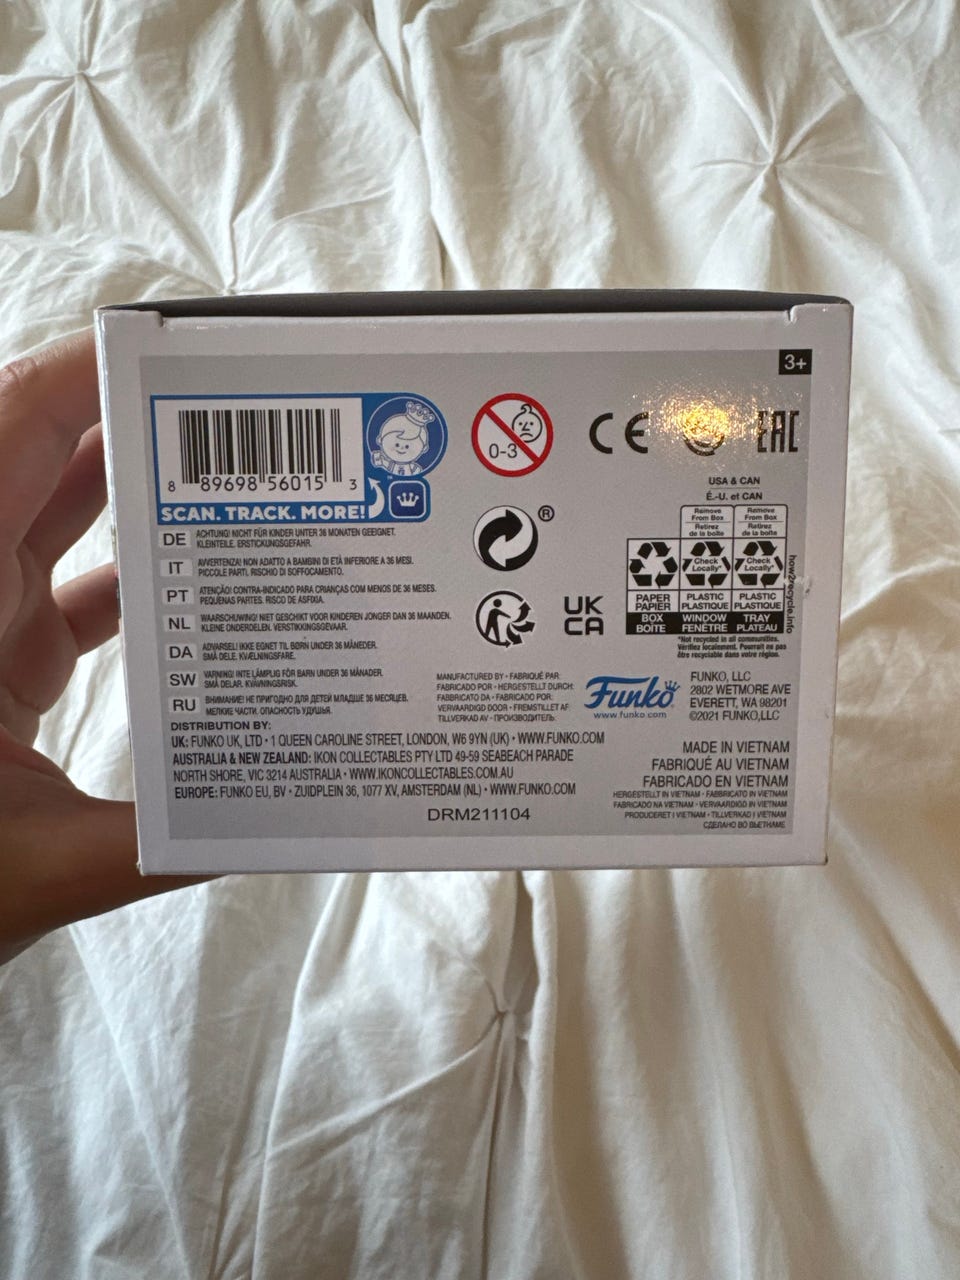 3+
8 89698 56015 3
SCAN. TRACK. MORE!
™
0-3
CE
EAC
®
UK
CA
USA & CAN
É.-U. et CAN
Remove From Box
Retirez de la boîte
Remove From Box
Retirez de la boîte
Check Locally*
Check Locally*
PAPER
PAPIER
BOX
BOÎTE
PLASTIC
PLASTIQUE
WINDOW
FENÊTRE
PLASTIC
PLASTIQUE
TRAY
PLATEAU
how2recycle.info
*Not recycled in all communities.
Vérifiez localement. Pourrait ne pas
être recyclable dans votre région.
DE ACHTUNG! NICHT FÜR KINDER UNTER 36 MONATEN GEEIGNET.
KLEINTEILE. ERSTICKUNGSGEFAHR.
IT AVVERTENZA! NON ADATTO A BAMBINI DI ETÀ INFERIORE A 36 MESI.
PICCOLE PARTI. RISCHIO DI SOFFOCAMENTO.
PT ATENÇÃO! CONTRA-INDICADO PARA CRIANÇAS COM MENOS DE 36 MESES.
PEQUENAS PARTES. RISCO DE ASFIXIA.
NL WAARSCHUWING! NIET GESCHIKT VOOR KINDEREN JONGER DAN 36 MAANDEN.
KLEINE ONDERDELEN. VERSTIKKINGSGEVAAR.
DA ADVARSEL! IKKE EGNET TIL BØRN UNDER 36 MÅNEDER.
SMÅ DELE. KVÆLNINGSFARE.
SW VARNING! INTE LÄMPLIG FÖR BARN UNDER 36 MÅNADER.
SMÅ DELAR. KVÄVNINGSRISK.
RU ВНИМАНИЕ! НЕ ПРИГОДНО ДЛЯ ДЕТЕЙ МЛАДШЕ 36 МЕСЯЦЕВ.
МЕЛКИЕ ЧАСТИ. ОПАСНОСТЬ УДУШЬЯ.
MANUFACTURED BY • FABRIQUÉ PAR:
FABRICADO POR • HERGESTELLT DURCH:
FABBRICATO DA • FABRICADO POR:
VERVAARDIGD DOOR • FREMSTILLET AF:
TILLVERKAD AV • ПРОИЗВОДИТЕЛЬ:
Funko®
www.funko.com
FUNKO, LLC
2802 WETMORE AVE
EVERETT, WA 98201
©2021 FUNKO,LLC
DISTRIBUTION BY:
UK: FUNKO UK, LTD • 1 QUEEN CAROLINE STREET, LONDON, W6 9YN (UK) • WWW.FUNKO.COM
AUSTRALIA & NEW ZEALAND: IKON COLLECTABLES PTY LTD 49-59 SEABEACH PARADE
NORTH SHORE, VIC 3214 AUSTRALIA • WWW.IKONCOLLECTABLES.COM.AU
EUROPE: FUNKO EU, BV • ZUIDPLEIN 36, 1077 XV, AMSTERDAM (NL) • WWW.FUNKO.COM
DRM211104
MADE IN VIETNAM
FABRIQUÉ AU VIETNAM
FABRICADO EN VIETNAM
HERGESTELLT IN VIETNAM • FABBRICATO IN VIETNAM
FABRICADO NA VIETNAM • VERVAARDIGD IN VIETNAM
PRODUCERET I VIETNAM • TILLVERKAD I VIETNAM
СДЕЛАНО ВО ВЬЕТНАМЕ